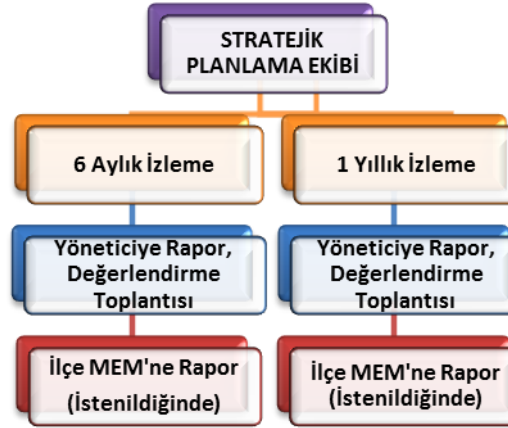 STRATEJİK
PLANLAMA EKİBİ
6 Aylık İzleme
1 Yıllık İzleme
Yöneticiye Rapor,
Değerlendirme
Toplantısı
Yöneticiye Rapor,
Değerlendirme
Toplantısı
İlçe MEM'ne Rapor
(İstenildiğinde)
İlçe MEM'ne Rapor
(İstenildiğinde)